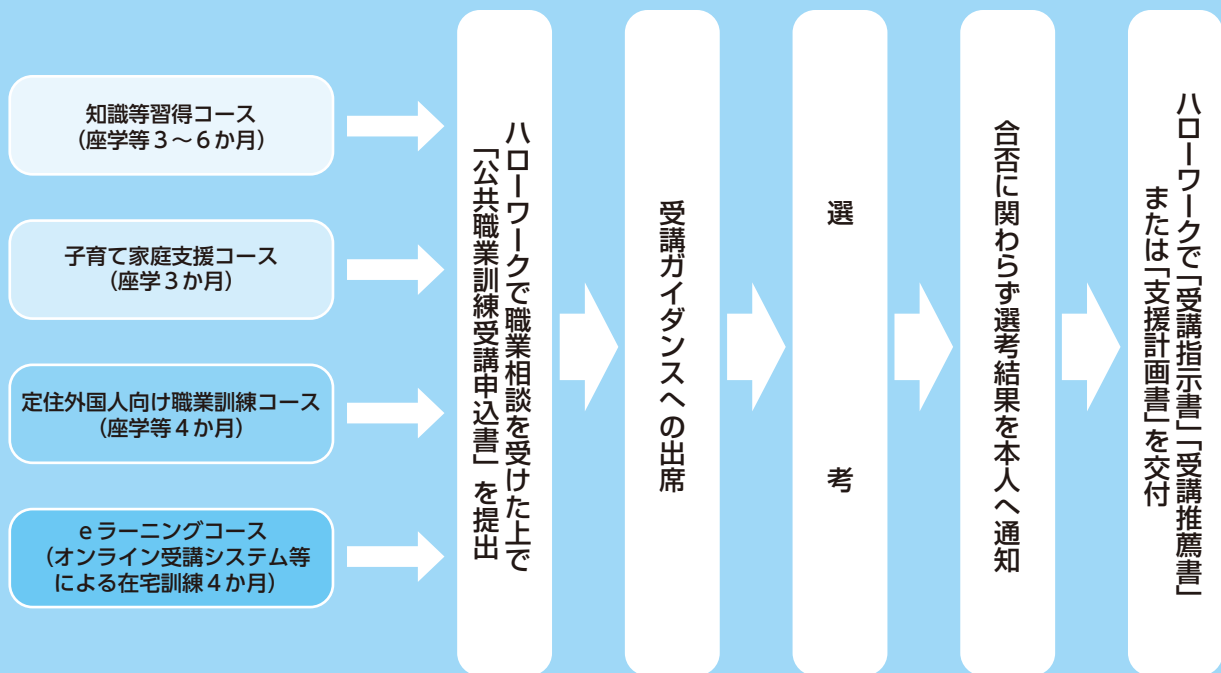 知識等習得コース
（座学等３～６か月）
子育て家庭支援コース
（座学３か月）
定住外国人向け職業訓練コース
（座学等４か月）
ｅラーニングコース
（オンライン受講システム等
による在宅訓練４か月）
ハローワークで職業相談を受けた上で
「公共職業訓練受講申込書」を提出
受講ガイダンスへの出席
選考
合否に関わらず選考結果を本人へ通知
ハローワークで「受講指示書」「受講推薦書」
または「支援計画書」を交付